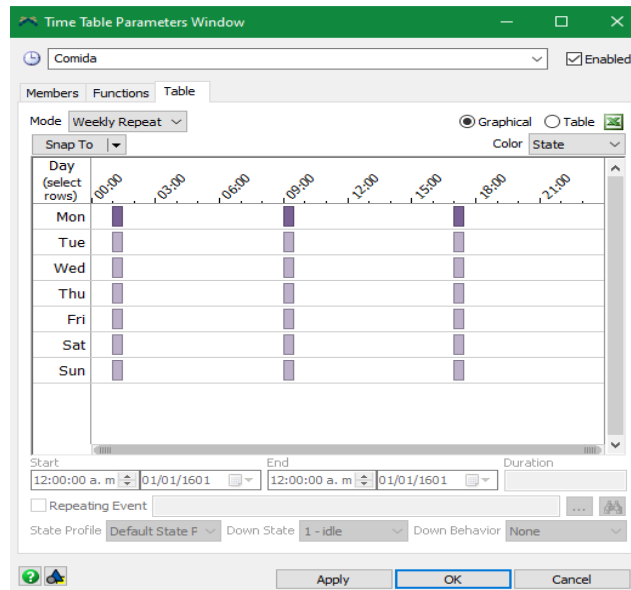 Time Table Parameters Window
Comida Enabled
Members Functions Table
Mode Weekly Repeat Graphical Table
Snap To Color State
Day
(select
rows) 00:00 03:00 06:00 09:00 12:00 15:00 18:00 21:00
Mon
Tue
Wed
Thu
Fri
Sat
Sun
Start End Duration
12:00:00 a. m 01/01/1601 12:00:00 a. m 01/01/1601
Repeating Event ...
State Profile Default State P Down State 1 - idle Down Behavior None
Apply OK Cancel